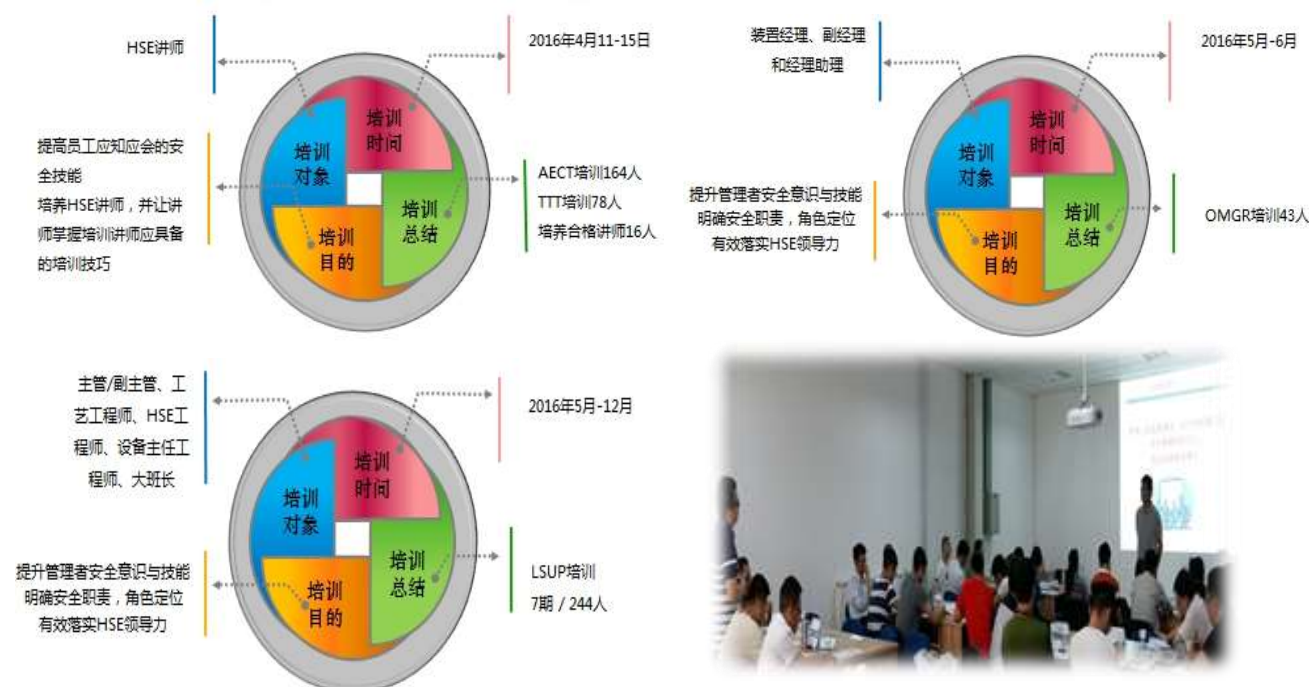 HSE讲师
2016年4月11-15日
培训
时间
培训
对象
提高员工应知应会的安
全技能
培养HSE讲师，并让讲
师掌握培训讲师应具备
的培训技巧
AECT培训164人
TTT培训78人
培养合格讲师16人
培训
总结
培训
目的
装置经理、副经理
和经理助理
2016年5月-6月
培训
时间
培训
对象
提升管理者安全意识与技能
明确安全职责，角色定位
有效落实HSE领导力
OMGR培训43人
培训
总结
培训
目的
主管/副主管、工
艺工程师、HSE工
程师、设备主任工
程师、大班长
2016年5月-12月
培训
时间
培训
对象
提升管理者安全意识与技能
明确安全职责，角色定位
有效落实HSE领导力
LSUP培训
7期 / 244人
培训
总结
培训
目的